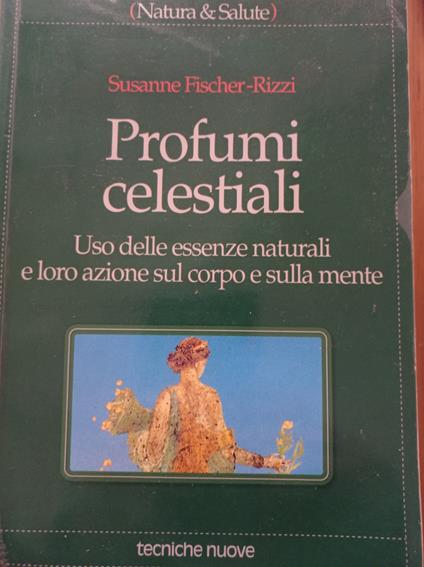 (Natura & Salute)
Susanne Fischer-Rizzi
Profumi
celestiali
Uso delle essenze naturali
e loro azione sul corpo e sulla mente
tecniche nuove